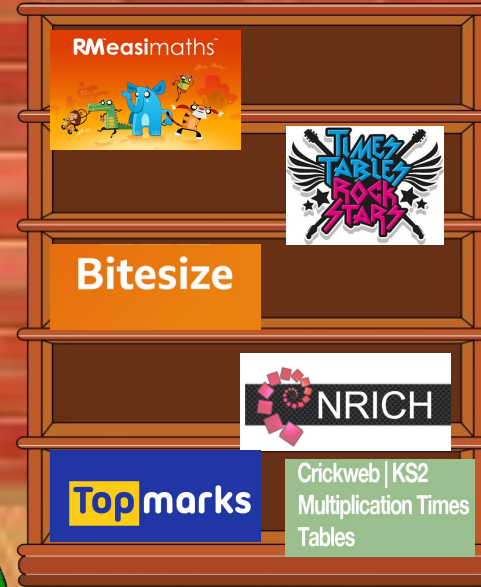 RM easimaths
TIMES
TABLES
ROCK
STARS
Bitesize
NRICH
Topmarks
Crickweb | KS2
Multiplication Times
Tables